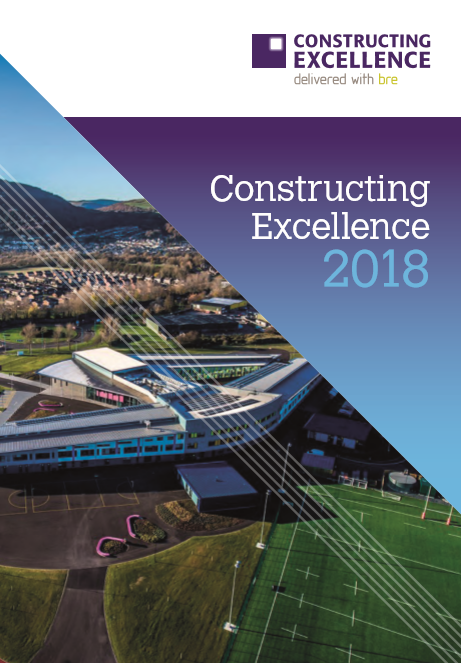 CONSTRUCTING
EXCELLENCE
delivered with bre
Constructing
Excellence
2018